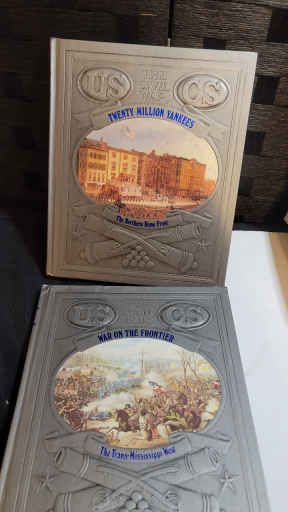 US THE CIVIL WAR CS
TWENTY MILLION YANKEES
The Northern Home Front
US CS
WAR ON THE FRONTIER
The Trans-Mississippi West